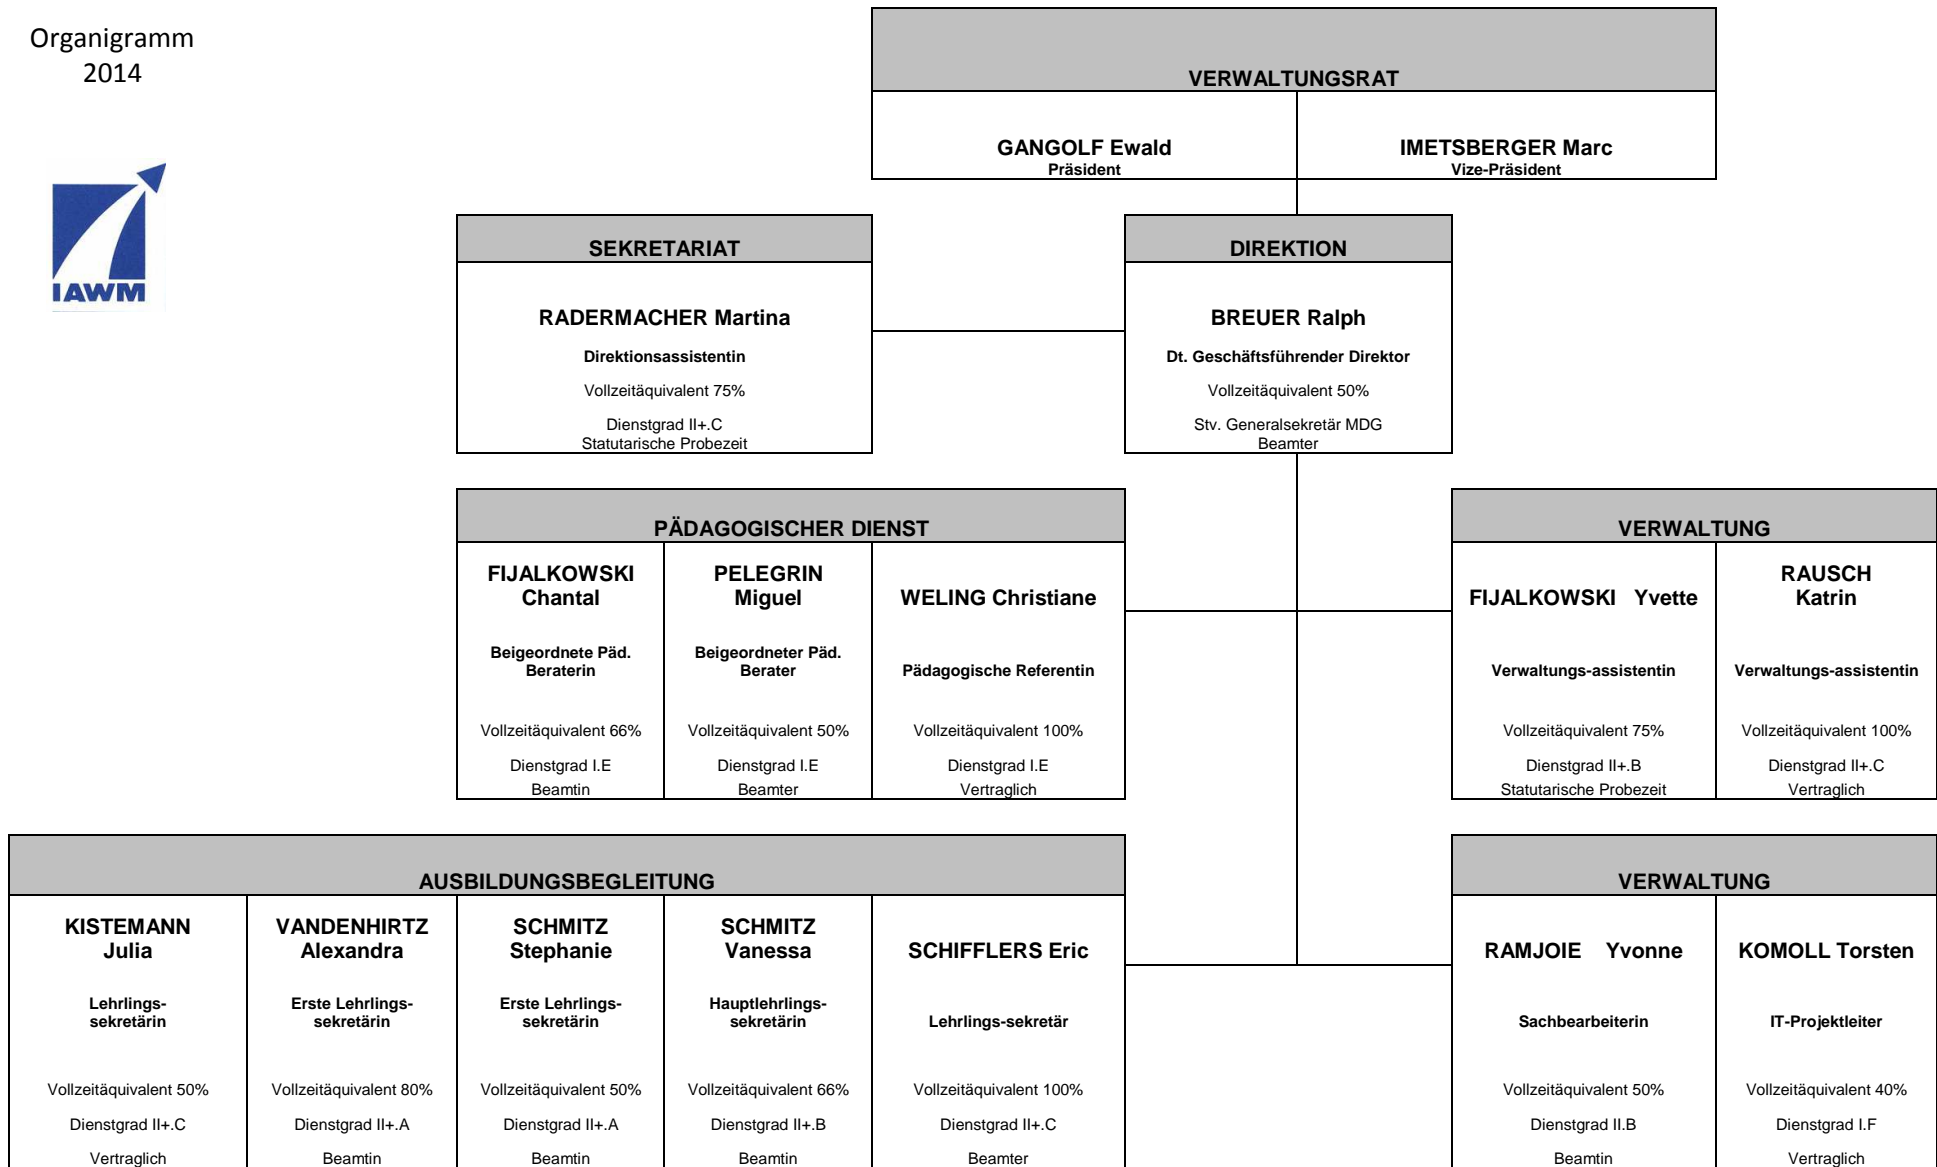 Organigramm
2014
IAWM
VERWALTUNGSRAT
GANGOLF Ewald
Präsident
IMETSBERGER Marc
Vize-Präsident
SEKRETARIAT
RADERMACHER Martina
Direktionsassistentin
Vollzeitäquivalent 75%
Dienstgrad II+.C
Statutarische Probezeit
DIREKTION
BREUER Ralph
Dt. Geschäftsführender Direktor
Vollzeitäquivalent 50%
Stv. Generalsekretär MDG
Beamter
PÄDAGOGISCHER DIENST
FIJALKOWSKI
Chantal
Beigeordnete Päd.
Beraterin
Vollzeitäquivalent 66%
Dienstgrad I.E
Beamtin
PELEGRIN
Miguel
Beigeordneter Päd.
Berater
Vollzeitäquivalent 50%
Dienstgrad I.E
Beamter
WELING Christiane
Pädagogische Referentin
Vollzeitäquivalent 100%
Dienstgrad I.E
Vertraglich
VERWALTUNG
FIJALKOWSKI Yvette
Verwaltungs-assistentin
Vollzeitäquivalent 75%
Dienstgrad II+.B
Statutarische Probezeit
RAUSCH
Katrin
Verwaltungs-assistentin
Vollzeitäquivalent 100%
Dienstgrad II+.C
Vertraglich
AUSBILDUNGSBEGLEITUNG
KISTEMANN
Julia
Lehrlings-
sekretärin
Vollzeitäquivalent 50%
Dienstgrad II+.C
Vertraglich
VANDENHIRTZ
Alexandra
Erste Lehrlings-
sekretärin
Vollzeitäquivalent 80%
Dienstgrad II+.A
Beamtin
SCHMITZ
Stephanie
Erste Lehrlings-
sekretärin
Vollzeitäquivalent 50%
Dienstgrad II+.A
Beamtin
SCHMITZ
Vanessa
Hauptlehrlings-
sekretärin
Vollzeitäquivalent 66%
Dienstgrad II+.B
Beamtin
SCHIFFLERS Eric
Lehrlings-sekretär
Vollzeitäquivalent 100%
Dienstgrad II+.C
Beamter
VERWALTUNG
RAMJOIE Yvonne
Sachbearbeiterin
Vollzeitäquivalent 50%
Dienstgrad II.B
Beamtin
KOMOLL Torsten
IT-Projektleiter
Vollzeitäquivalent 40%
Dienstgrad I.F
Vertraglich